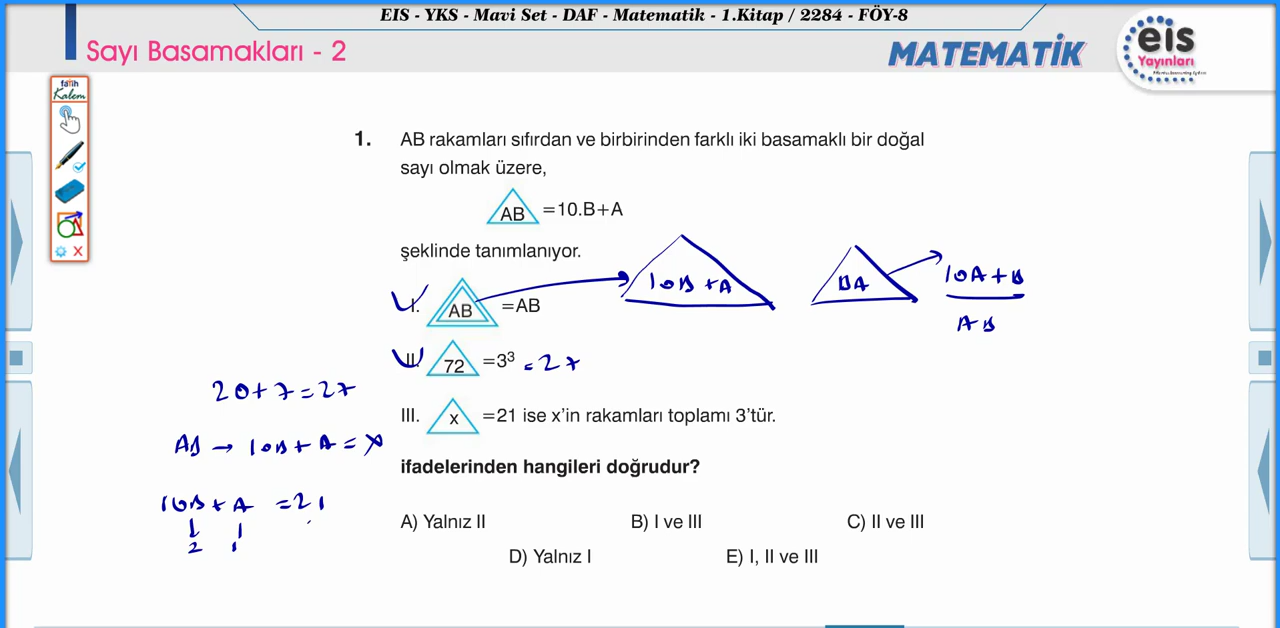 EIS - YKS - Mavi Set - DAF - Matematik - 1.Kitap / 2284 - FÖY-8
Sayı Basamakları - 2
MATEMATİK
eis
Yayınları
fatih
Kalem
1. AB rakamları sıfırdan ve birbirinden farklı iki basamaklı bir doğal
sayı olmak üzere,
AB =10.B+A
şeklinde tanımlanıyor.
I. AB =AB
10B+A
BA
10A+B
AB
II. 72 =3³ =27
20+7=27
III. x =21 ise x'in rakamları toplamı 3'tür.
AB → 10B+A=x
ifadelerinden hangileri doğrudur?
10B+A =21
2 1
A) Yalnız II B) I ve III C) II ve III
D) Yalnız I E) I, II ve III